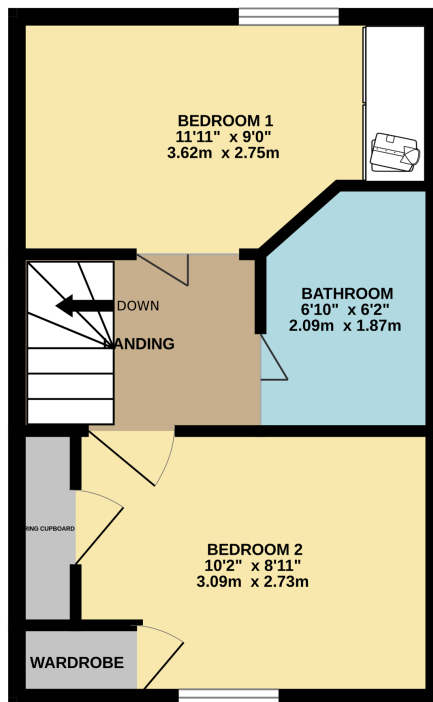 BEDROOM 1
11'11" x 9'0"
3.62m x 2.75m
BATHROOM
6'10" x 6'2"
2.09m x 1.87m
DOWN
LANDING
RING CUPBOARD
BEDROOM 2
10'2" x 8'11"
3.09m x 2.73m
WARDROBE